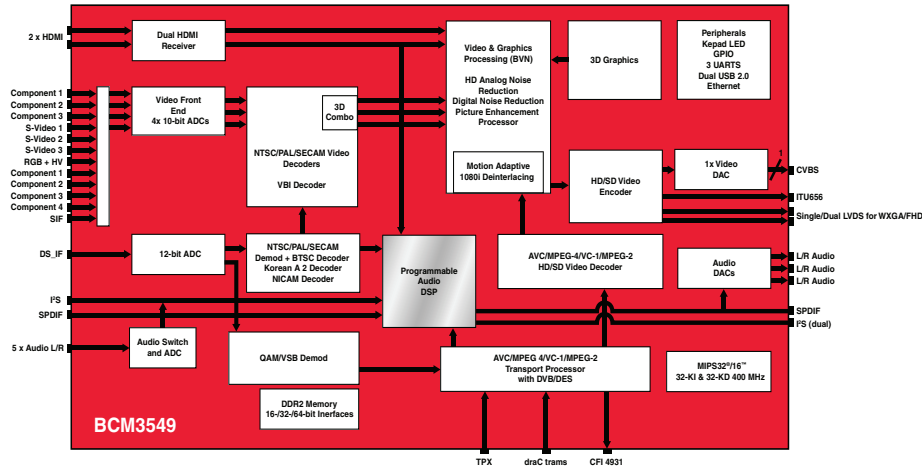 2 x HDMI
Dual HDMI
Receiver
Video & Graphics
Processing (BVN)
HD Analog Noise
Reduction
Digital Noise Reduction
Picture Enhancement
Processor
Motion Adaptive
1080i Deinterlacing
3D Graphics
Peripherals
Kepad LED
GPIO
3 UARTS
Dual USB 2.0
Ethernet
Component 1
Component 2
Component 3
S-Video 1
S-Video 2
S-Video 3
RGB + HV
Component 1
Component 2
Component 3
Component 4
SIF
Video Front
End
4x 10-bit ADCs
3D
Combo
NTSC/PAL/SECAM Video
Decoders
VBI Decoder
HD/SD Video
Encoder
1x Video
DAC
1
CVBS
ITU656
Single/Dual LVDS for WXGA/FHD
DS_IF
12-bit ADC
NTSC/PAL/SECAM
Demod + BTSC Decoder
Korean A 2 Decoder
NICAM Decoder
Programmable
Audio
DSP
AVC/MPEG-4/VC-1/MPEG-2
HD/SD Video Decoder
Audio
DACs
L/R Audio
L/R Audio
L/R Audio
I²S
SPDIF
SPDIF
I²S (dual)
5 x Audio L/R
Audio Switch
and ADC
QAM/VSB Demod
AVC/MPEG 4/VC-1/MPEG-2
Transport Processor
with DVB/DES
MIPS32®/16™
32-KI & 32-KD 400 MHz
DDR2 Memory
16-/32-/64-bit Inerfaces
BCM3549
TPX
draC trams
CFI 4931